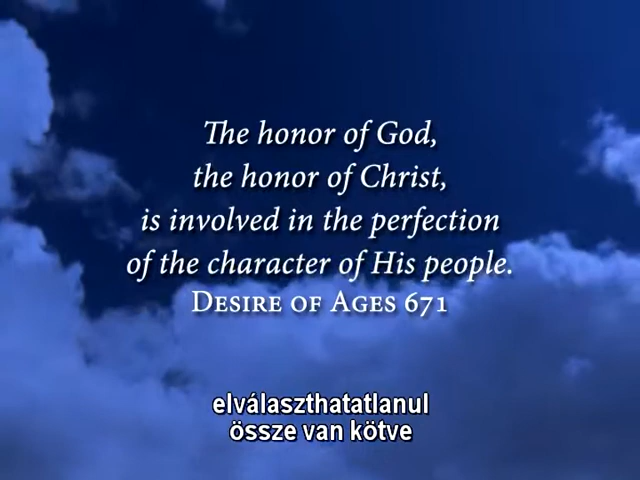 The honor of God,
the honor of Christ,
is involved in the perfection
of the character of His people.
Desire of Ages 671
elválaszthatatlanul
össze van kötve